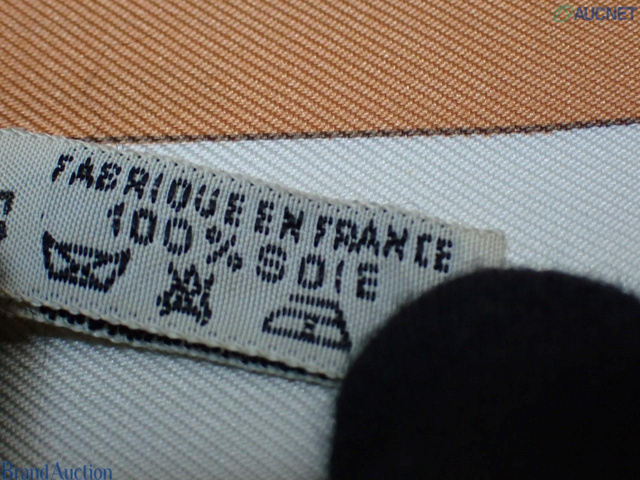 AUCNET
FABRIQUE EN FRANCE
100% SOIE
Brand Auction